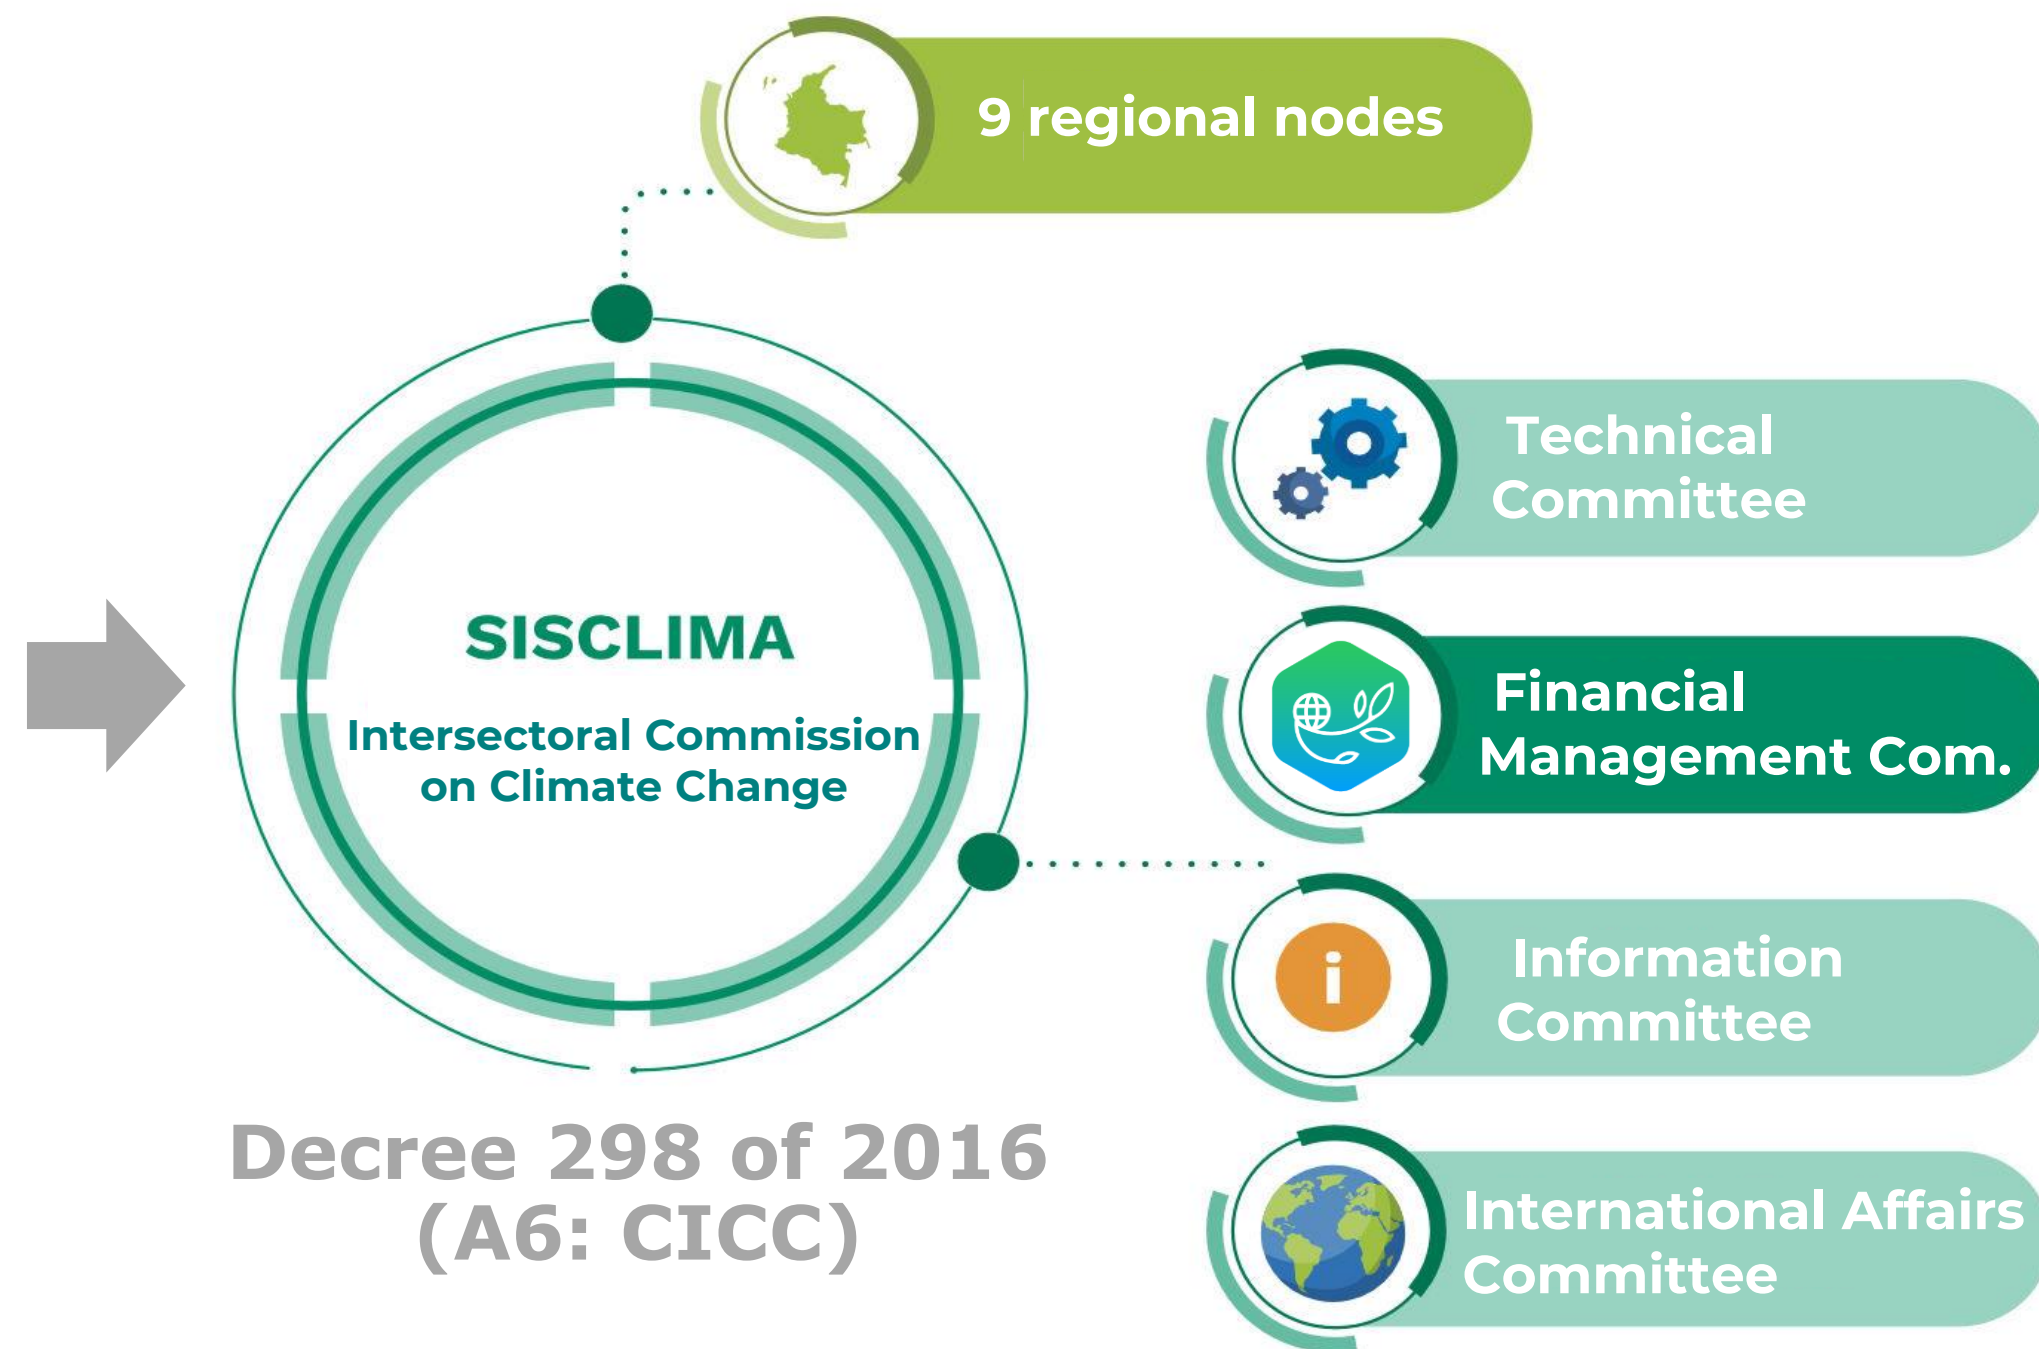 9 regional nodes
SISCLIMA
Intersectoral Commission
on Climate Change
Decree 298 of 2016
(A6: CICC)
Technical
Committee
Financial
Management Com.
i
Information
Committee
International Affairs
Committee